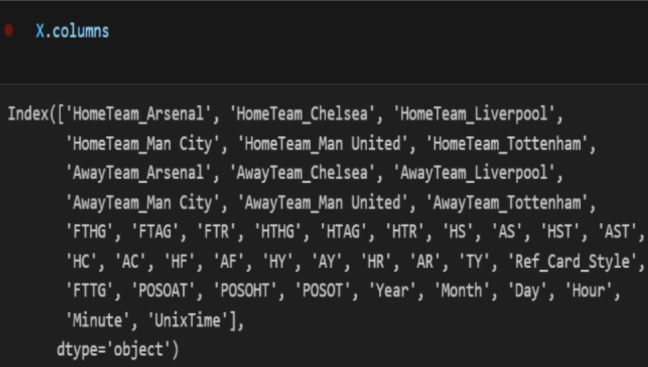 X.columns
Index(['HomeTeam_Arsenal', 'HomeTeam_Chelsea', 'HomeTeam_Liverpool',
'HomeTeam_Man City', 'HomeTeam_Man United', 'HomeTeam_Tottenham',
'AwayTeam_Arsenal', 'AwayTeam_Chelsea', 'AwayTeam_Liverpool',
'AwayTeam_Man City', 'AwayTeam_Man United', 'AwayTeam_Tottenham',
'FTHG', 'FTAG', 'FTR', 'HTHG', 'HTAG', 'HTR', 'HS', 'AS', 'HST', 'AST',
'HC', 'AC', 'HF', 'AF', 'HY', 'AY', 'HR', 'AR', 'TY', 'Ref_Card_Style',
'FTTG', 'POSOAT', 'POSOHT', 'POSOT', 'Year', 'Month', 'Day', 'Hour',
'Minute', 'UnixTime'],
dtype='object')